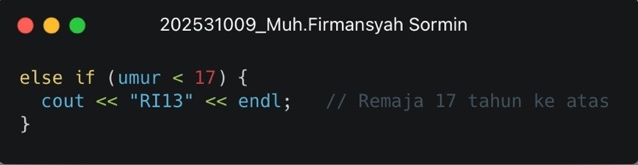 202531009_Muh.Firmansyah Sormin
else if (umur < 17) {
  cout << "RI13" << endl;   // Remaja 17 tahun ke atas
}